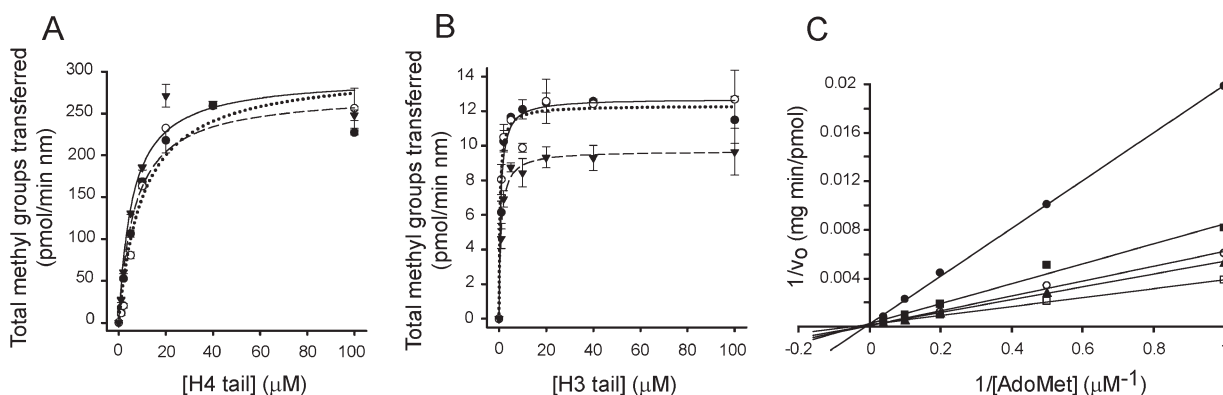 A
Total methyl groups transferred
(pmol/min nm)
300
250
200
150
100
50
0
0 20 40 60 80 100
[H4 tail] (μM)
B
Total methyl groups transferred
(pmol/min nm)
14
12
10
8
6
4
2
0
0 20 40 60 80 100
[H3 tail] (μM)
C
1/vo (mg min/pmol)
0.02
0.016
0.012
0.008
0.004
-0.2 0 0.2 0.4 0.6 0.8 1
1/[AdoMet] (μM-1)